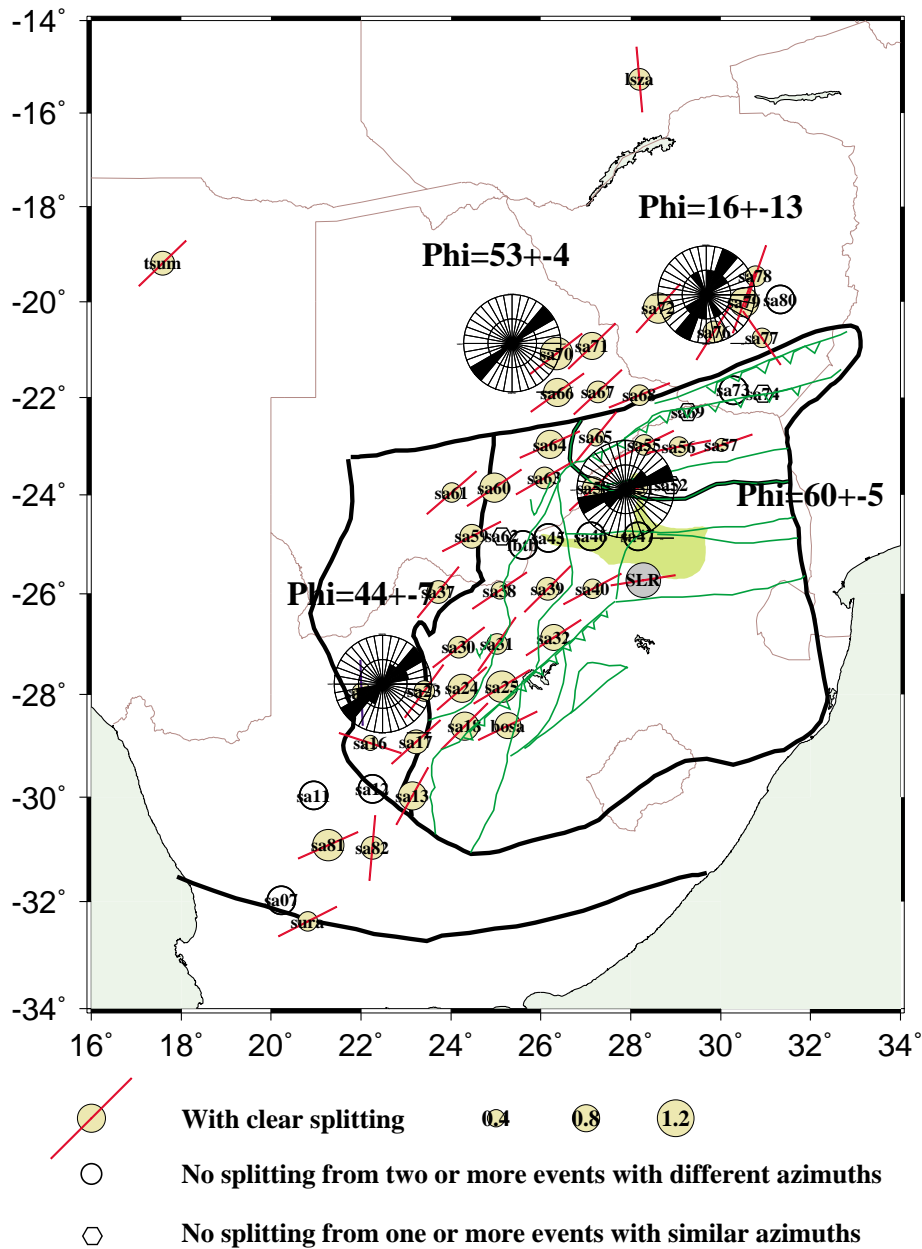 -14°
-16°
-18°
-20°
-22°
-24°
-26°
-28°
-30°
-32°
-34°
16° 18° 20° 22° 24° 26° 28° 30° 32° 34°
lsza
Phi=16+-13
Phi=53+-4
tsum
sa78
sa72 sa79 sa80
sa76 sa77
sa70 sa71
sa66 sa67 sa68 sa73 sa74
sa69
sa64 sa65 sa55 sa56 sa57
sa61 sa60 sa63 sa52
Phi=60+-5
sa59 sa62 lbtb sa45 sa46 sa47
SLR
Phi=44+-7
sa37 sa38 sa39 sa40
sa30 sa31 sa32
sa23 sa24 sa25
sa16 sa17 sa18 bosa
sa11 sa12 sa13
sa81 sa82
sa07
sura
With clear splitting 0.4 0.8 1.2
No splitting from two or more events with different azimuths
No splitting from one or more events with similar azimuths